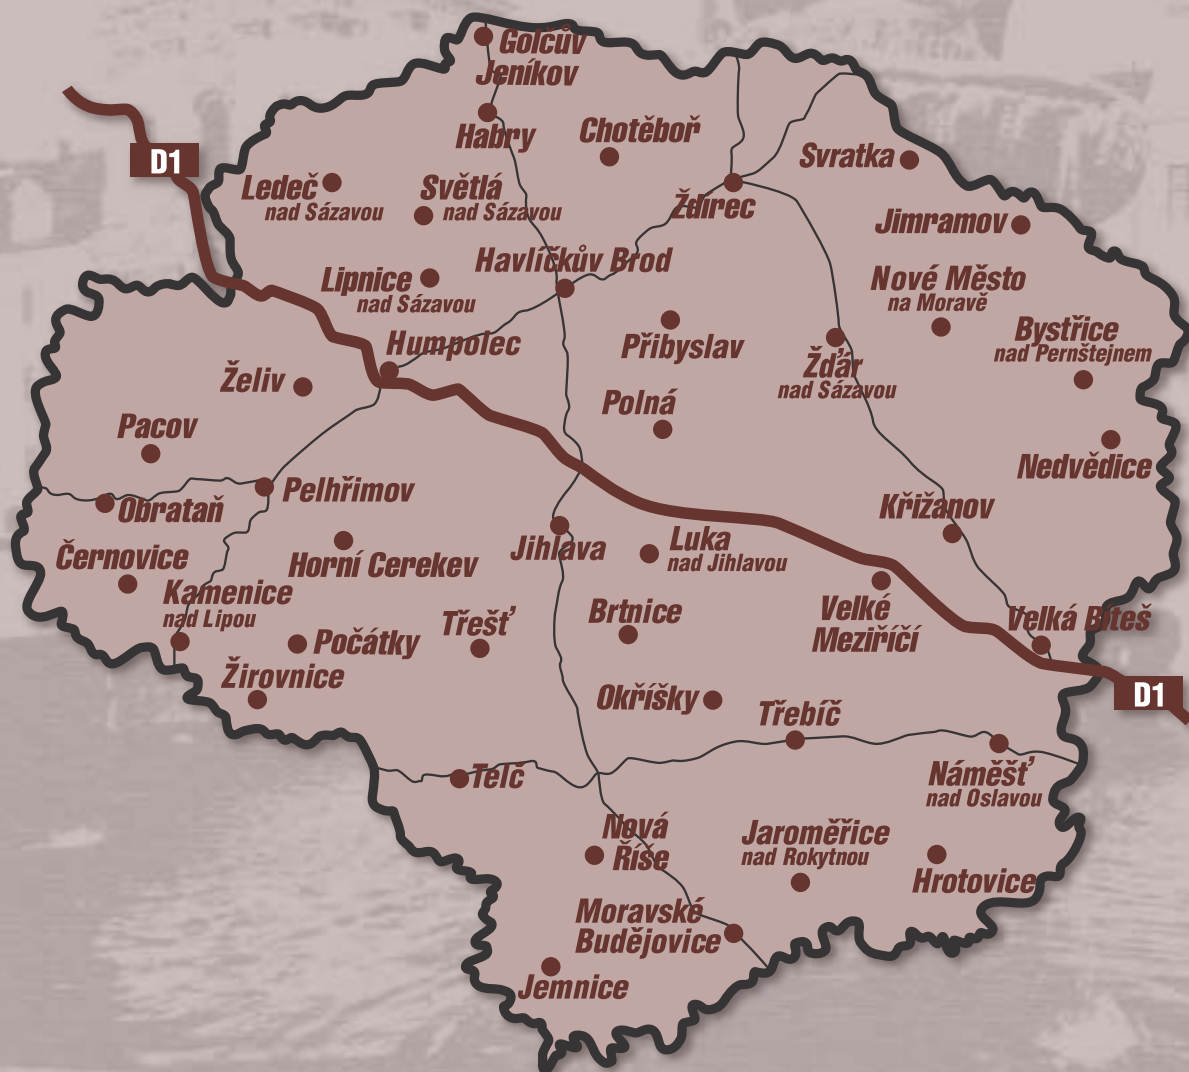 Golcův
Jeníkov
Habry
Chotěboř
D1
Svratka
Ledeč
nad Sázavou
Světlá
nad Sázavou
Ždírec
Jimramov
Havlíčkův Brod
Lipnice
nad Sázavou
Nové Město
na Moravě
Humpolec
Přibyslav
Žďár
nad Sázavou
Bystřice
nad Pernštejnem
Želiv
Polná
Pacov
Nedvědice
Pelhřimov
Obrataň
Křižanov
Černovice
Horní Cerekev
Jihlava
Luka
nad Jihlavou
Kamenice
nad Lipou
Třešť
Brtnice
Velké
Meziříčí
Velká Bíteš
Počátky
Žirovnice
Okříšky
D1
Třebíč
Telč
Náměšť
nad Oslavou
Nová
Říše
Jaroměřice
nad Rokytnou
Hrotovice
Moravské
Budějovice
Jemnice